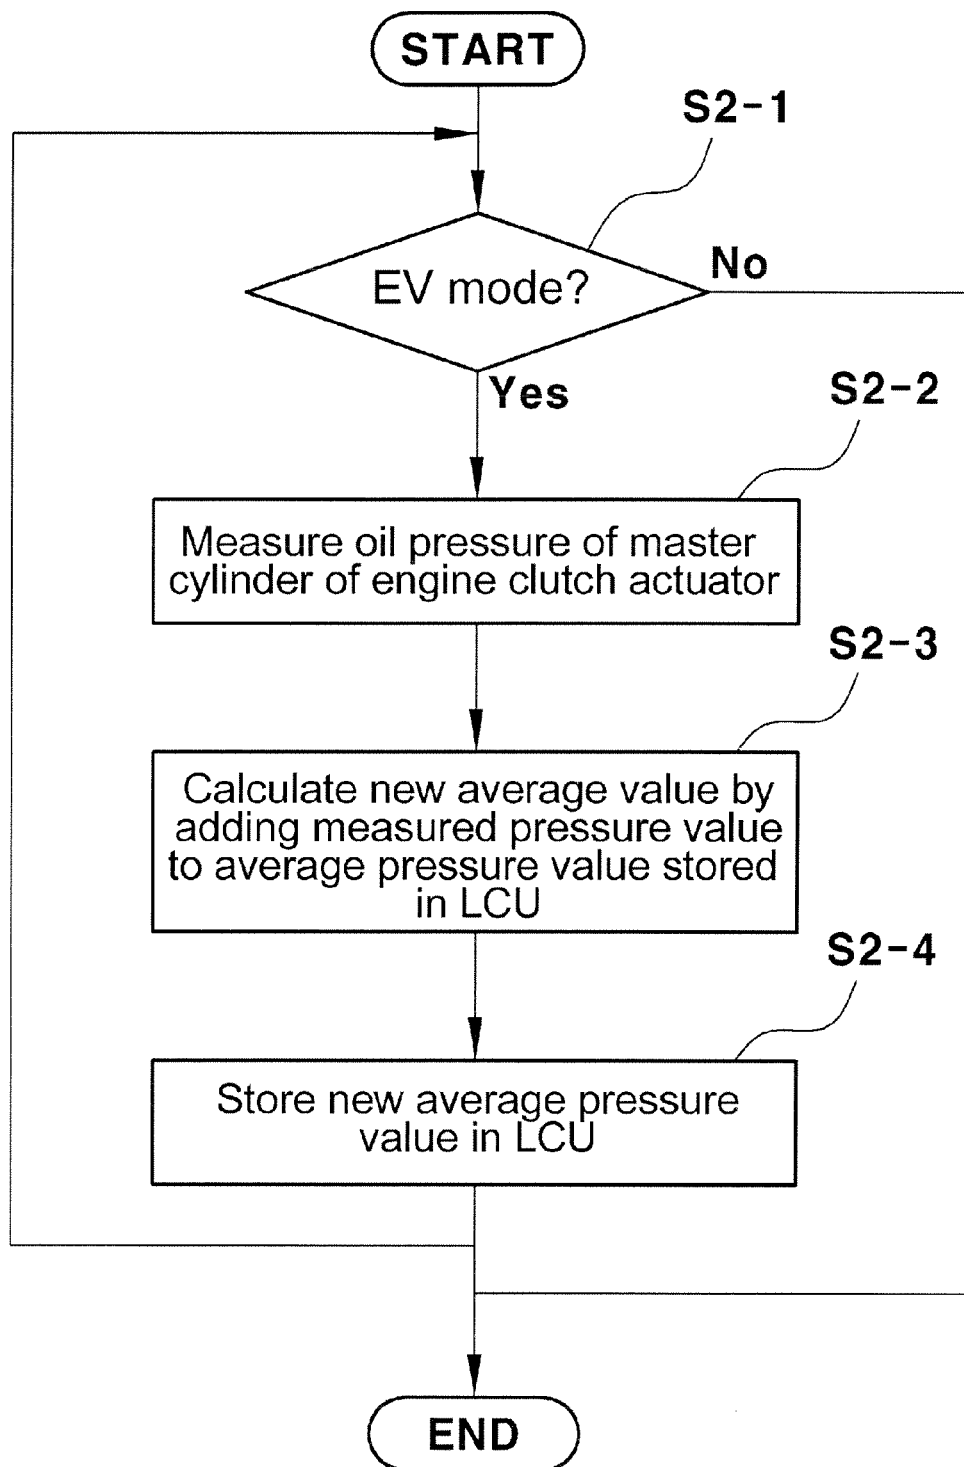 START
S2-1
EV mode?
No
Yes
S2-2
Measure oil pressure of master
cylinder of engine clutch actuator
S2-3
Calculate new average value by
adding measured pressure value
to average pressure value stored
in LCU
S2-4
Store new average pressure
value in LCU
END